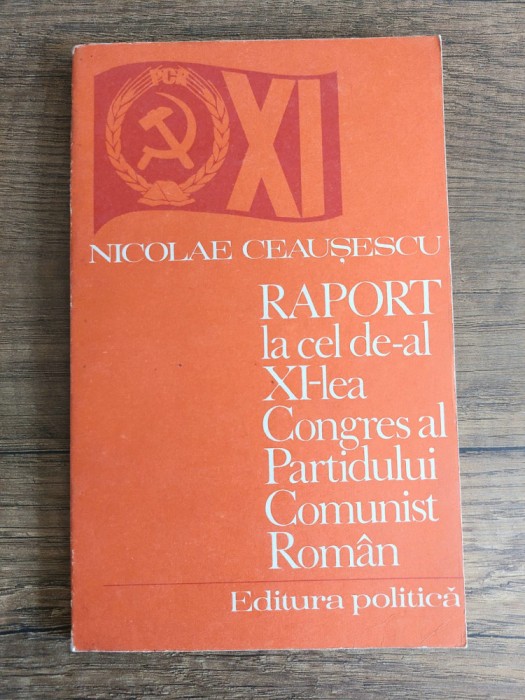 PCR
XI
NICOLAE CEAUȘESCU
RAPORT
la cel de-al
XI-lea
Congres al
Partidului
Comunist
Român
Editura politică